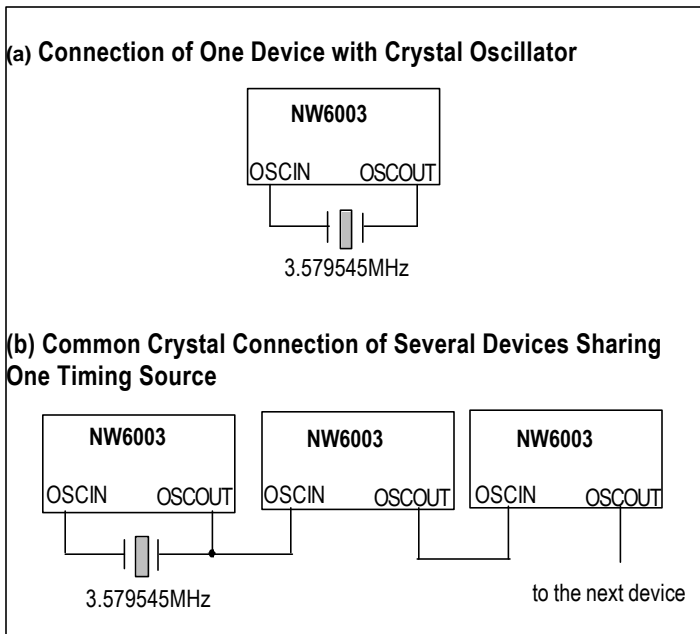 (a) Connection of One Device with Crystal Oscillator
NW6003
OSCIN OSCOUT
3.579545MHz
(b) Common Crystal Connection of Several Devices Sharing
One Timing Source
NW6003 NW6003 NW6003
OSCIN OSCOUT OSCIN OSCOUT OSCIN OSCOUT
3.579545MHz
to the next device